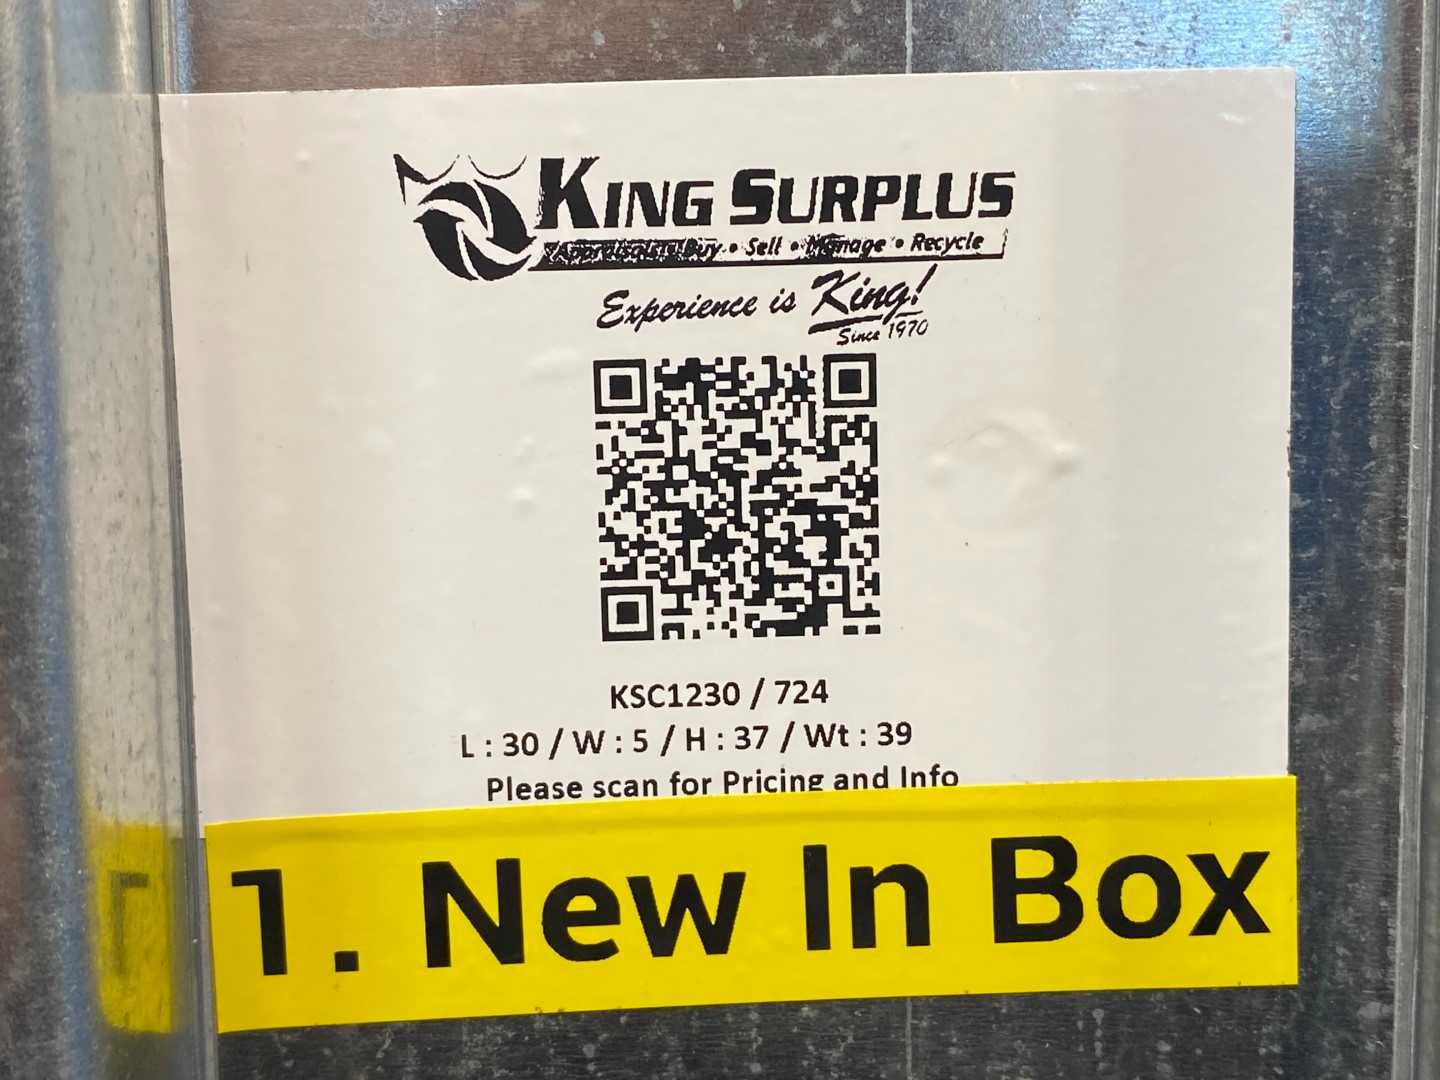 KING SURPLUS
Appraisals • Buy • Sell • Manage • Recycle
Experience is King!
Since 1970
KSC1230 / 724
L : 30 / W : 5 / H : 37 / Wt : 39
Please scan for Pricing and Info
1. New In Box